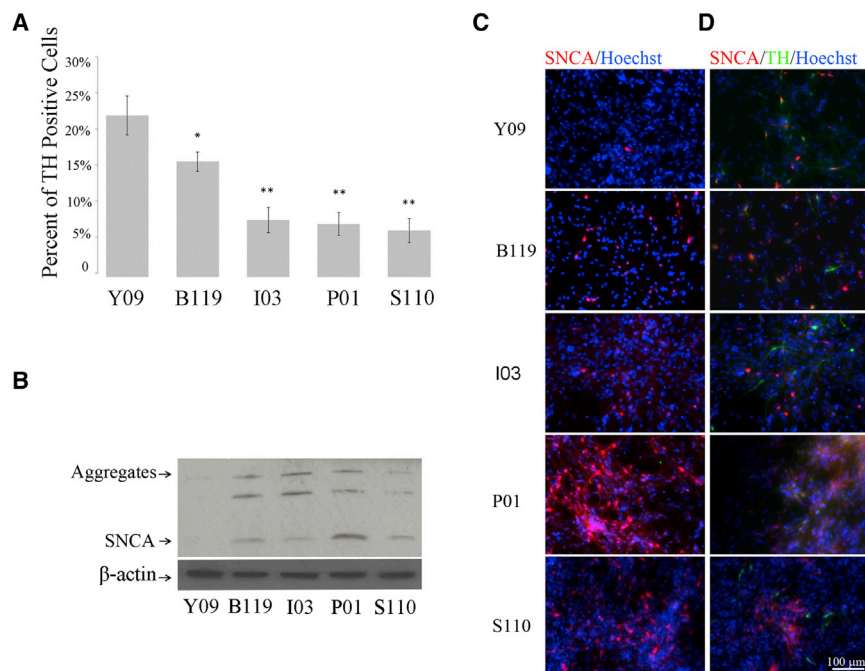 A
Percent of TH Positive Cells
30%
25%
20%
15%
10%
5%
0
*
**
**
**
Y09
B119
I03
P01
S110
B
Aggregates→
SNCA →
β-actin→
Y09 B119 I03 P01 S110
C
D
SNCA/Hoechst
SNCA/TH/Hoechst
Y09
B119
I03
P01
S110
100 μm